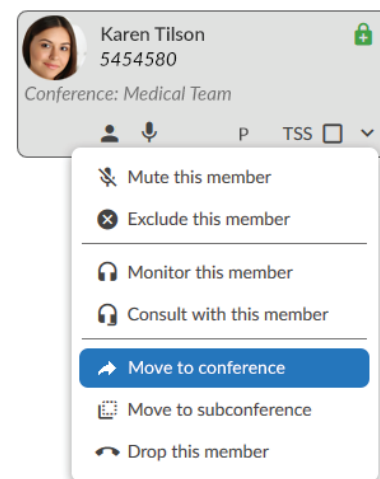 Karen Tilson
5454580
Conference: Medical Team
P TSS
Mute this member
Exclude this member
Monitor this member
Consult with this member
Move to conference
Move to subconference
Drop this member